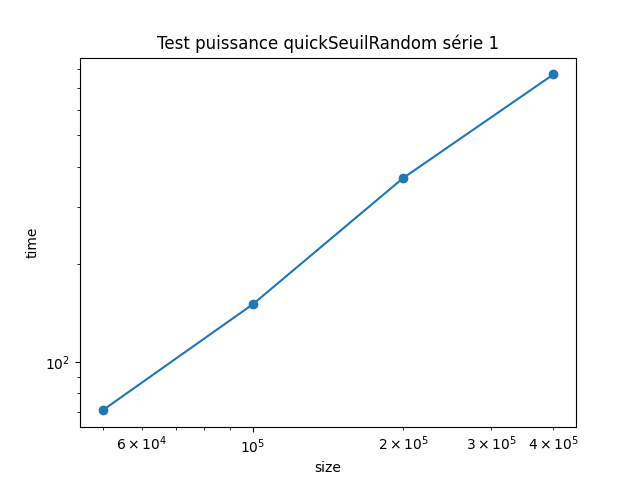 Test puissance quickSeuilRandom série 1
time
10²
6 × 10⁴
10⁵
2 × 10⁵
3 × 10⁵
4 × 10⁵
size